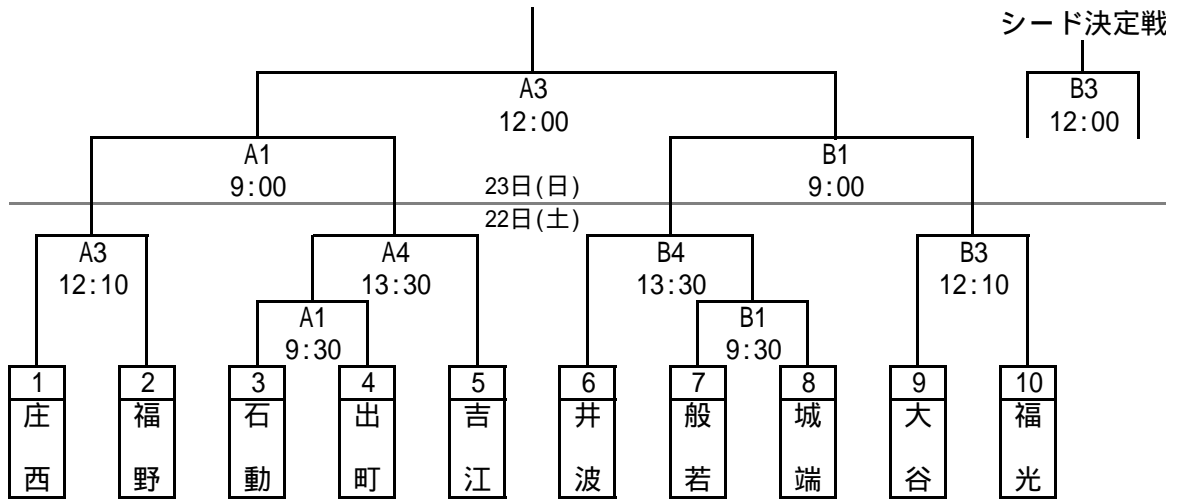 シード決定戦
A3
12:00
B3
12:00
A1
9:00
B1
9:00
23日(日)
22日(土)
A3
12:10
A4
13:30
B4
13:30
B3
12:10
A1
9:30
B1
9:30
1 2 3 4 5 6 7 8 9 10
庄西
福野
石動
出町
吉江
井波
般若
城端
大谷
福光